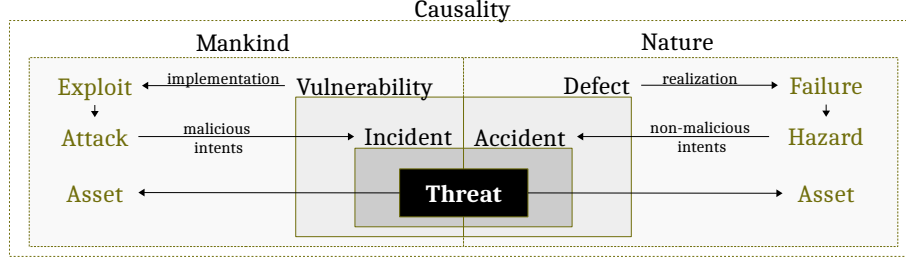 Causality
Mankind
Nature
Exploit
implementation
Vulnerability
Defect
realization
Failure
Attack
malicious
intents
Incident
Accident
non-malicious
intents
Hazard
Asset
Threat
Asset